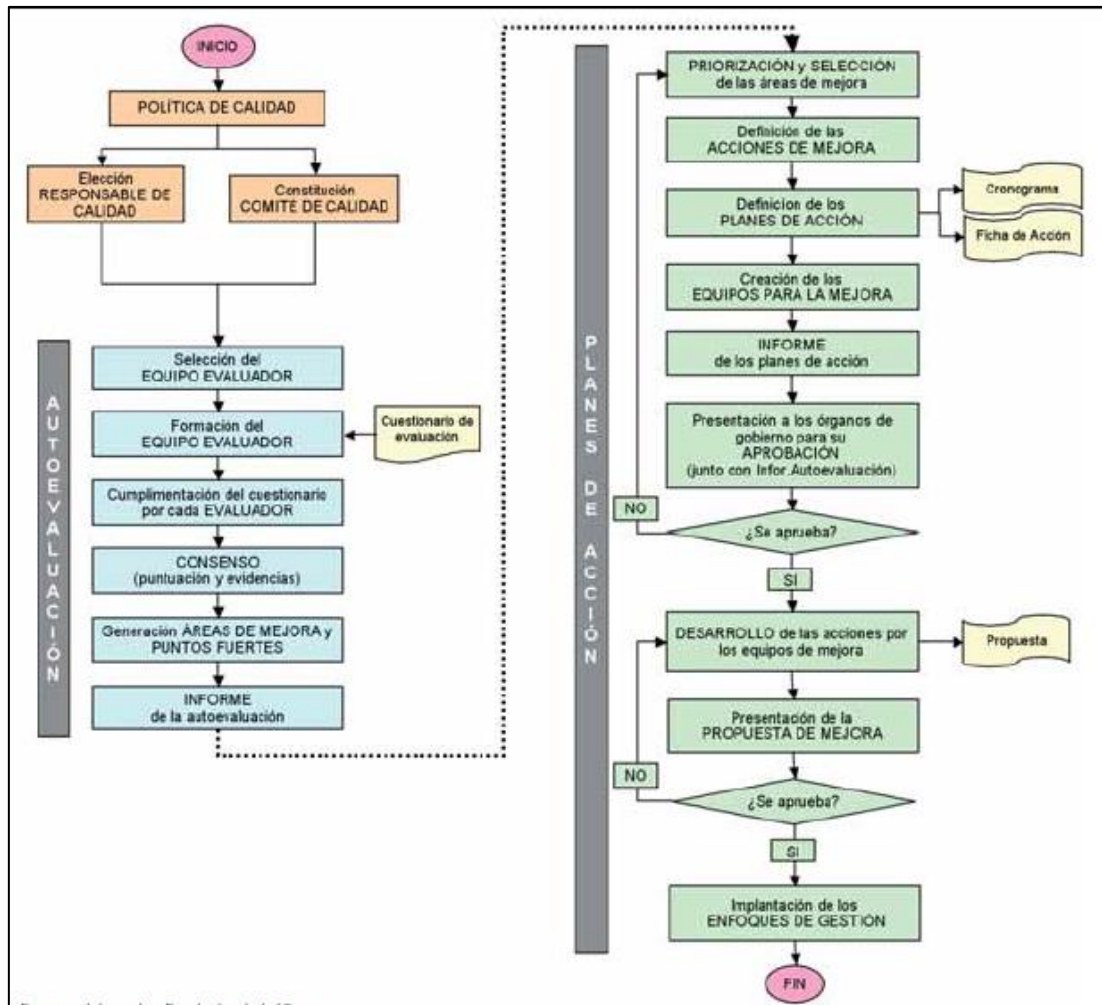 INICIO
POLÍTICA DE CALIDAD
Elección
RESPONSABLE DE
CALIDAD
Constitución
COMITE DE CALIDAD
AUTOEVALUACIÓN
Selección del
EQUIPO EVALUADOR
Formación del
EQUIPO EVALUADOR
Cuestionario de
evaluación
Cumplimentación del cuestionario
por cada EVALUADOR
CONSENSO
(puntuación y evidencias)
Generación ÁREAS DE MEJORA y
PUNTOS FUERTES
INFORME
de la autoevaluación
PLANES DE ACCIÓN
PRIORIZACIÓN y SELECCIÓN
de las áreas de mejora
Definición de las
ACCIONES DE MEJORA
Definicion de los
PLANES DE ACCIÓN
Cronograma
Ficha de Acción
Creación de los
EQUIPOS PARA LA MEJORA
INFORME
de los planes de acción
Presentación a los órganos de
gobierno para su
APROBACIÓN
(junto con Infor.Autoevaluación)
NO
¿Se aprueba?
SI
DESARROLLO de las acciones por
los equipos de mejora
Propuesta
Presentación de la
PROPUESTA DE MEJORA
NO
¿Se aprueba?
SI
Implantación de los
ENFOQUES DE GESTIÓN
FIN